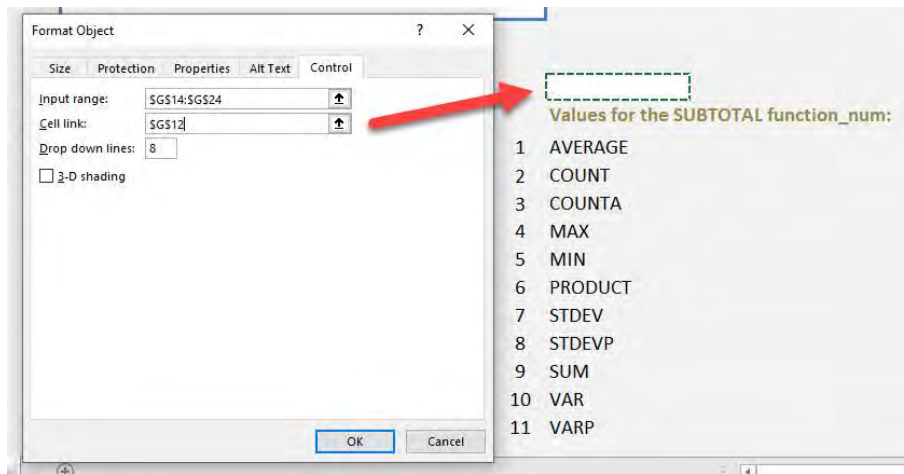 Format Object ? ×
Size Protection Properties Alt Text Control
Input range: $G$14:$G$24
Cell link: $G$12
Drop down lines: 8
3-D shading
OK Cancel
Values for the SUBTOTAL function_num:
1 AVERAGE
2 COUNT
3 COUNTA
4 MAX
5 MIN
6 PRODUCT
7 STDEV
8 STDEVP
9 SUM
10 VAR
11 VARP